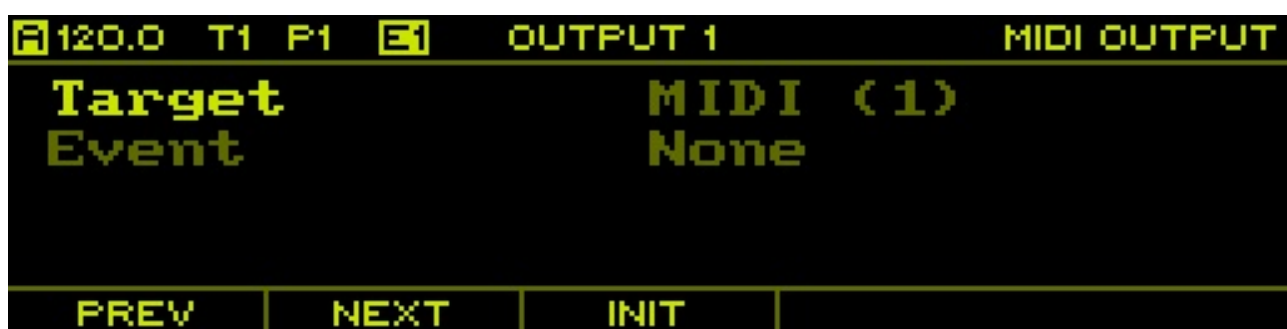 A 120.0 T1 P1 E1 OUTPUT 1 MIDI OUTPUT
Target MIDI (1)
Event None
PREV NEXT INIT